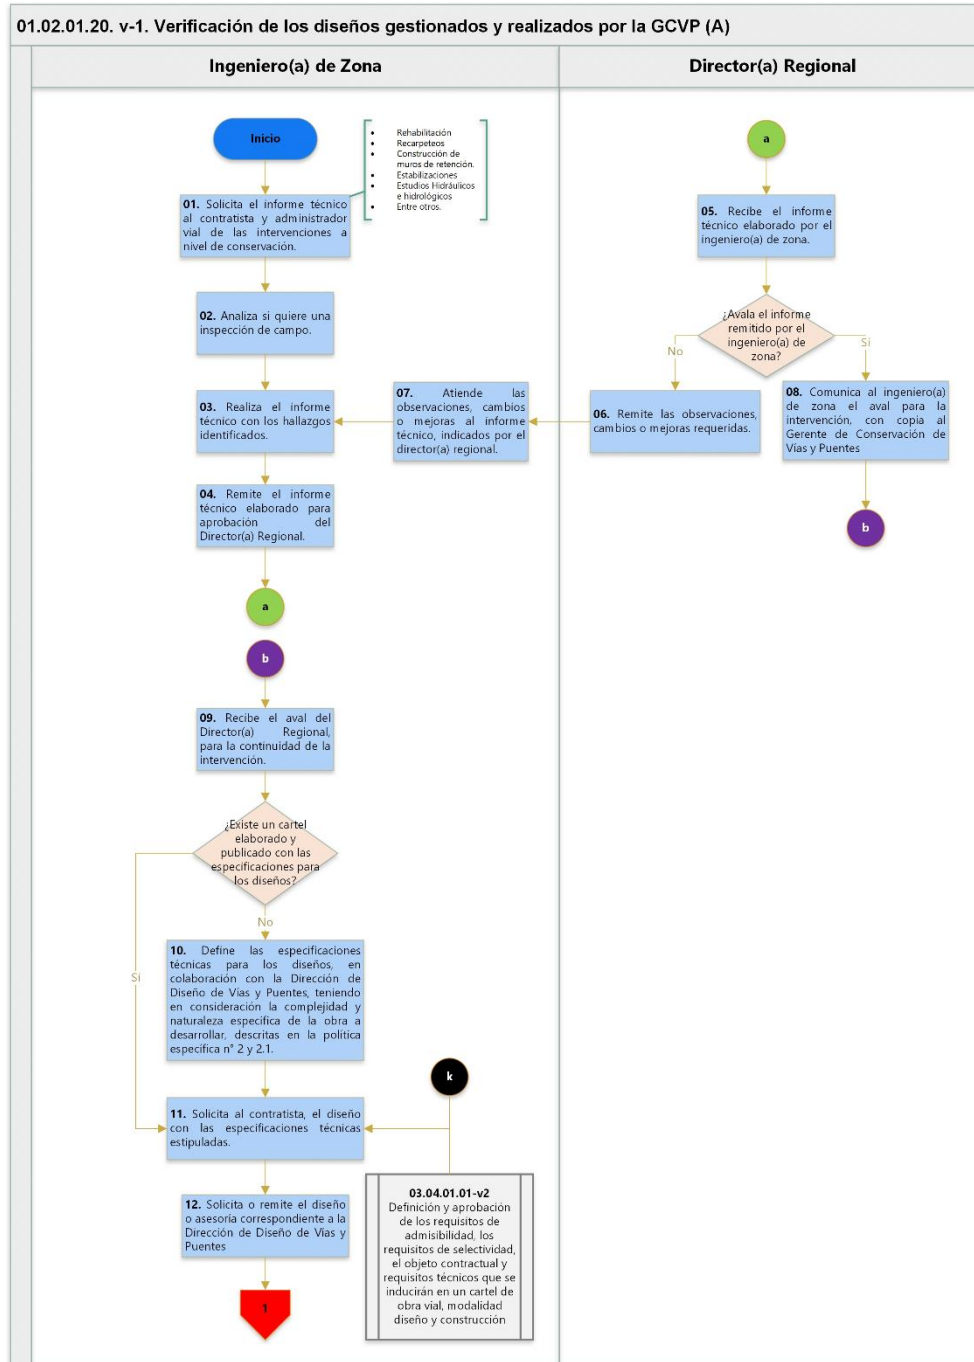 01.02.01.20. v-1. Verificación de los diseños gestionados y realizados por la GCVP (A)
Ingeniero(a) de Zona
Director(a) Regional
Inicio
• Rehabilitación
• Recarpeteos
• Construcción de
muros de retención.
• Estabilizaciones
• Estudios Hidráulicos
e hidrológicos
• Entre otros.
01. Solicita el informe técnico
al contratista y administrador
vial de las intervenciones a
nivel de conservación.
02. Analiza si quiere una
inspección de campo.
03. Realiza el informe
técnico con los hallazgos
identificados.
04. Remite el informe
técnico elaborado para
aprobación del
Director(a) Regional.
a
a
05. Recibe el informe
técnico elaborado por el
ingeniero(a) de zona.
¿Avala el informe
remitido por el
ingeniero(a) de
zona?
No
Sí
06. Remite las observaciones,
cambios o mejoras requeridas.
07. Atiende las
observaciones, cambios
o mejoras al informe
técnico, indicados por el
director(a) regional.
08. Comunica al ingeniero(a)
de zona el aval para la
intervención, con copia al
Gerente de Conservación de
Vías y Puentes
b
b
09. Recibe el aval del
Director(a) Regional,
para la continuidad de la
intervención.
¿Existe un cartel
elaborado y
publicado con las
especificaciones para
los diseños?
No
Sí
10. Define las especificaciones
técnicas para los diseños, en
colaboración con la Dirección de
Diseño de Vías y Puentes, teniendo
en consideración la complejidad y
naturaleza especifica de la obra a
desarrollar, descritas en la política
especifica n° 2 y 2.1.
k
11. Solicita al contratista, el diseño
con las especificaciones técnicas
estipuladas.
03.04.01.01-v2
Definición y aprobación
de los requisitos de
admisibilidad, los
requisitos de selectividad,
el objeto contractual y
requisitos técnicos que se
inducirán en un cartel de
obra vial, modalidad
diseño y construcción
12. Solicita o remite el diseño
o asesoría correspondiente a la
Dirección de Diseño de Vías y
Puentes
1